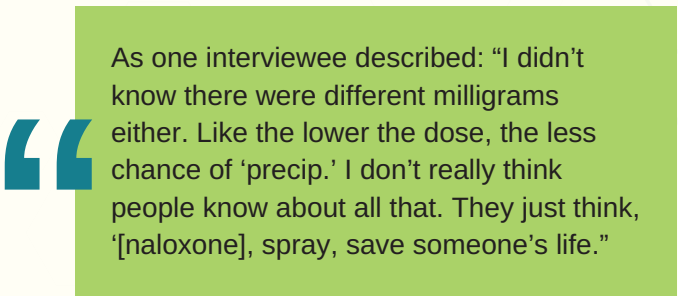 “
As one interviewee described: “I didn’t
know there were different milligrams
either. Like the lower the dose, the less
chance of ‘precip.’ I don’t really think
people know about all that. They just think,
‘[naloxone], spray, save someone’s life.”